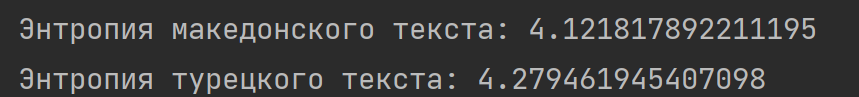 Энтропия македонского текста: 4.121817892211195
Энтропия турецкого текста: 4.279461945407098